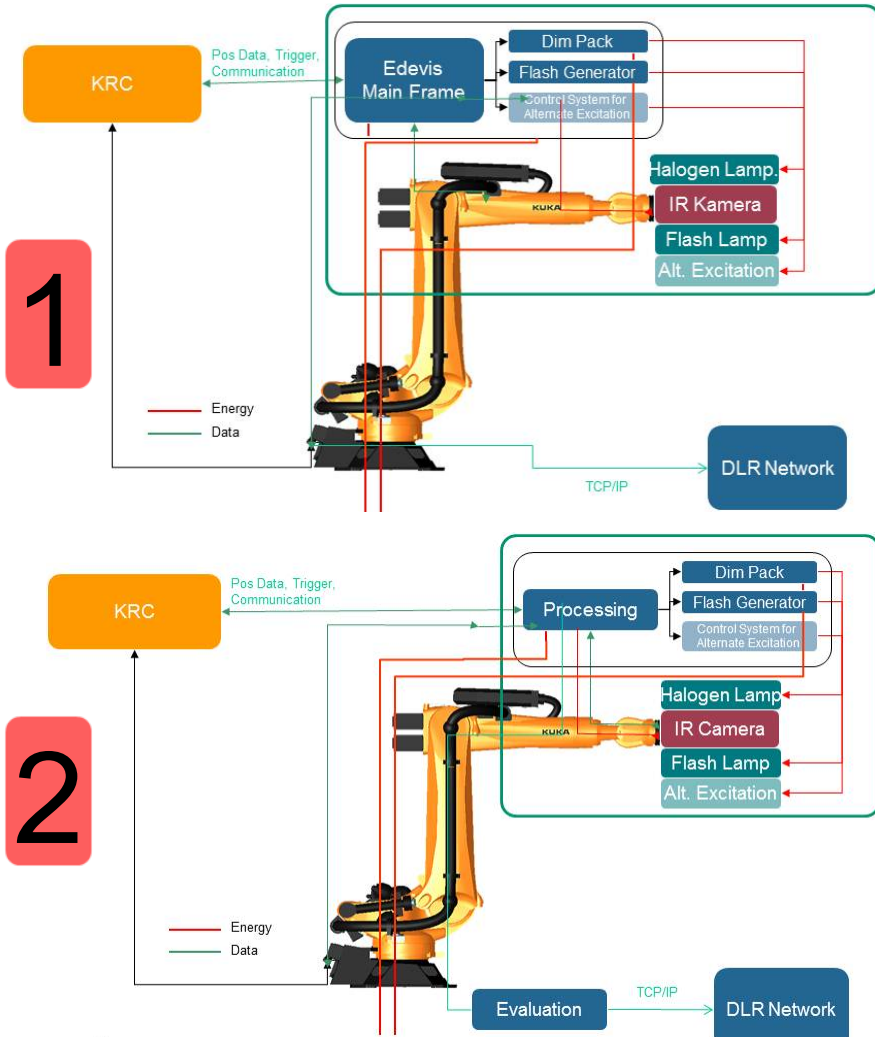 Pos Data, Trigger,
Communication
KRC
Edevis
Main Frame
Dim Pack
Flash Generator
Control System for
Alternate Excitation
Halogen Lamp.
IR Kamera
Flash Lamp
Alt. Excitation
KUKA
1
Energy
Data
TCP/IP
DLR Network
Pos Data, Trigger,
Communication
KRC
Processing
Dim Pack
Flash Generator
Control System for
Alternate Excitation
Halogen Lamp
IR Camera
Flash Lamp
Alt. Excitation
KUKA
2
Energy
Data
Evaluation
TCP/IP
DLR Network